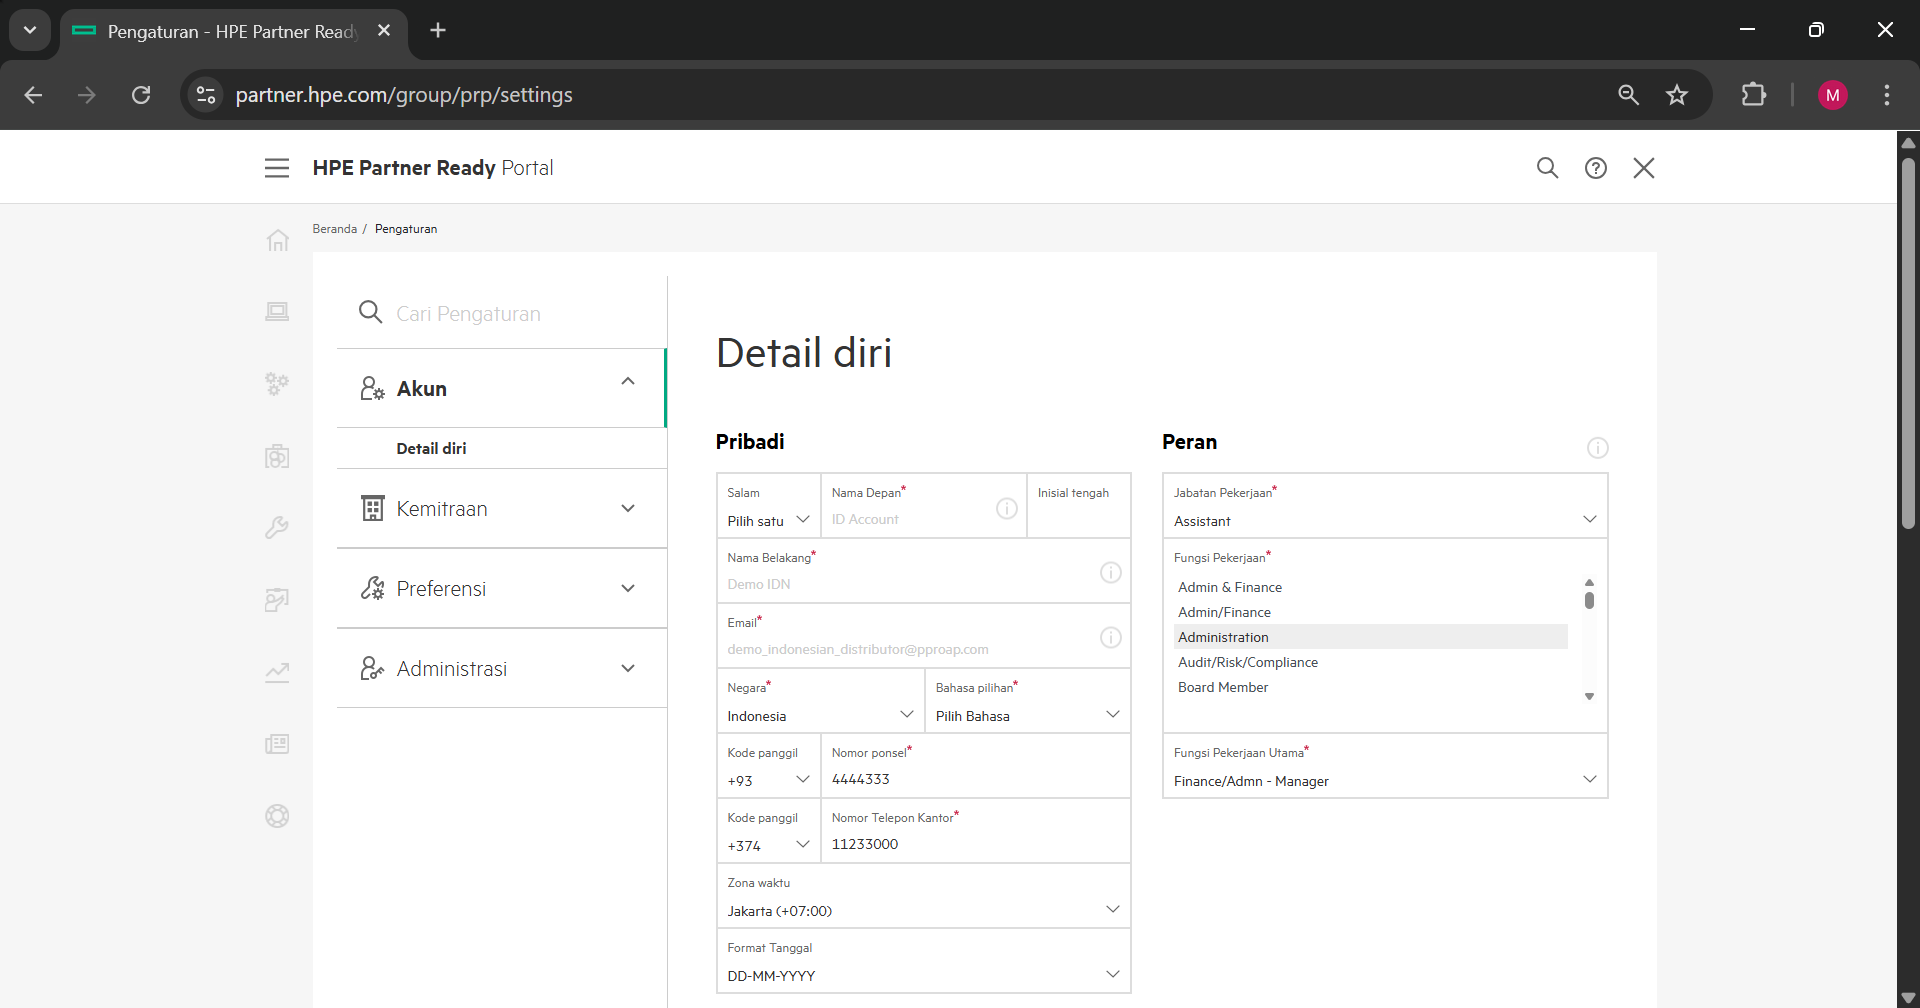 Pengaturan - HPE Partner Read
partner.hpe.com/group/prp/settings
M
HPE Partner Ready Portal
Beranda / Pengaturan
Cari Pengaturan
Akun
Detail diri
Kemitraan
Preferensi
Administrasi
Detail diri
Pribadi
Salam
Pilih satu
Nama Depan*
ID Account
Inisial tengah
Nama Belakang*
Demo IDN
Email*
demo_indonesian_distributor@pproap.com
Negara*
Indonesia
Bahasa pilihan*
Pilih Bahasa
Kode panggil
+93
Nomor ponsel*
4444333
Kode panggil
+374
Nomor Telepon Kantor*
11233000
Zona waktu
Jakarta (+07:00)
Format Tanggal
DD-MM-YYYY
Peran
Jabatan Pekerjaan*
Assistant
Fungsi Pekerjaan*
Admin & Finance
Admin/Finance
Administration
Audit/Risk/Compliance
Board Member
Fungsi Pekerjaan Utama*
Finance/Admn - Manager